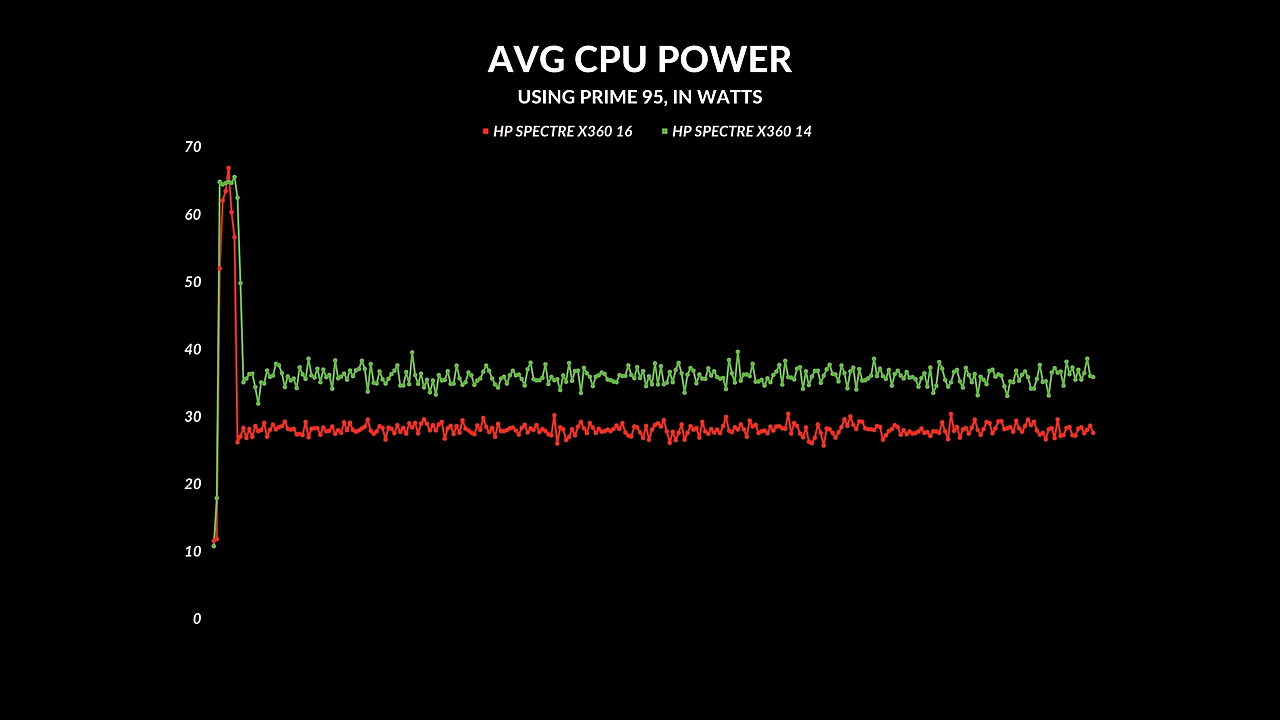 AVG CPU POWER
USING PRIME 95, IN WATTS
HP SPECTRE X360 16 HP SPECTRE X360 14
70
60
50
40
30
20
10
0